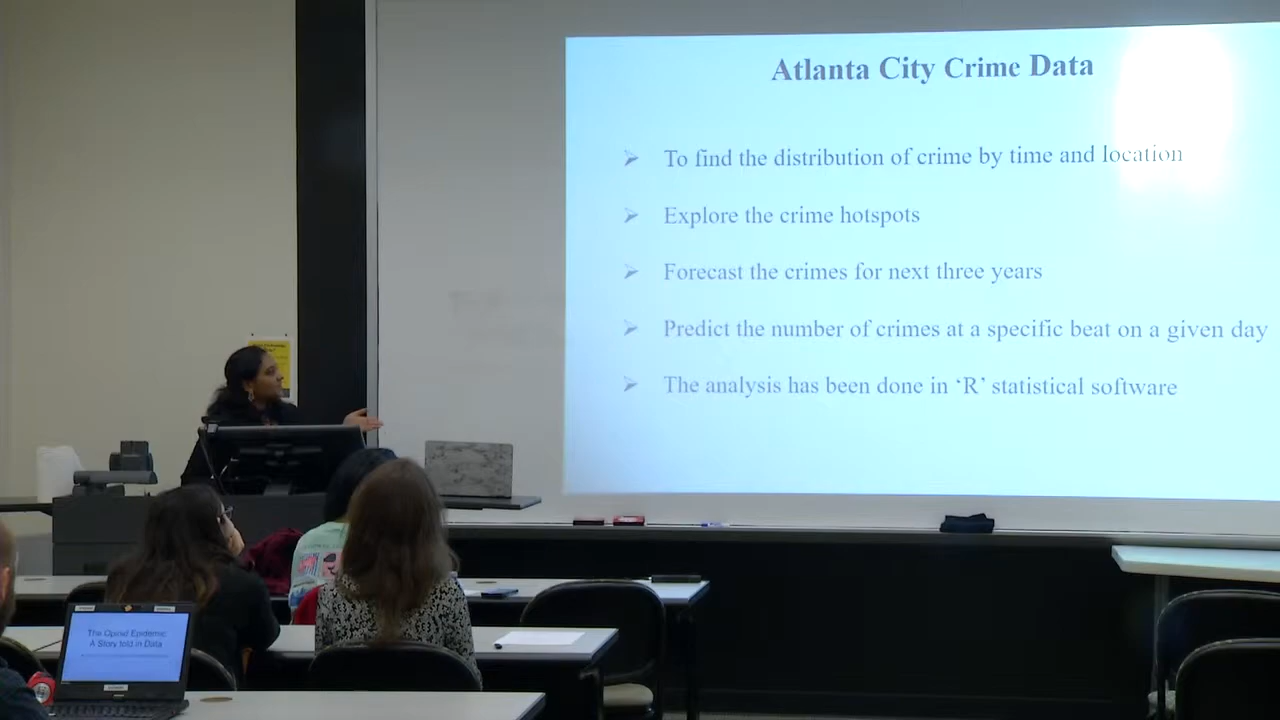 Atlanta City Crime Data
To find the distribution of crime by time and location
Explore the crime hotspots
Forecast the crimes for next three years
Predict the number of crimes at a specific beat on a given day
The analysis has been done in ‘R’ statistical software
The Opioid Epidemic:
A Story told in Data